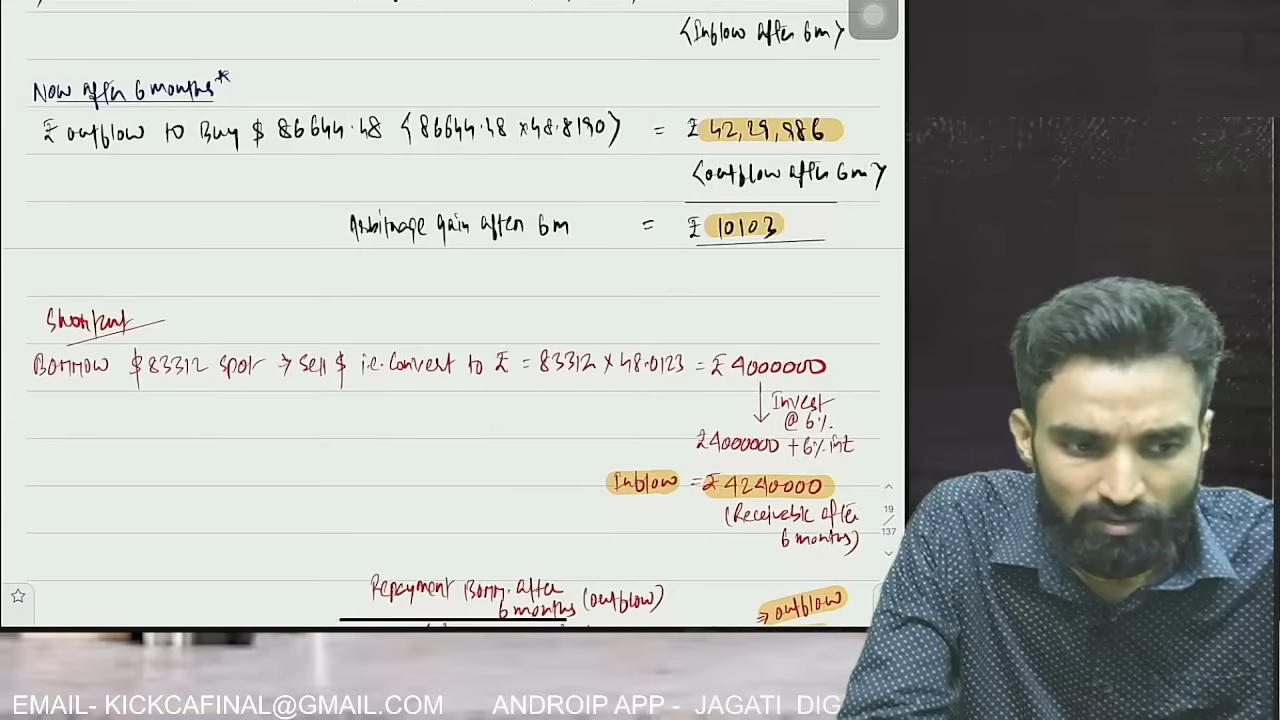 <Inflow after 6m>
Now after 6 months*
₹ outflow to Buy $ 86644.48 <86644.48 ×48.8190> = ₹ 42,29,986
<outflow after 6m>
Arbitrage gain after 6m = ₹ 10103
Shortcut
BORROW $83312 spot → sell $ i.e. convert to ₹ = 83312 × 48.0123 = ₹ 4000000
Invest
@ 6%
₹4000000 + 6% int
Inflow = ₹ 4240000
(Receivable after
6 months)
19
137
Repayment Borr. after
6 months (outflow)
⇒ outflow
EMAIL- KICKCAFINAL@GMAIL.COM ANDROIP APP - JAGATI DIG